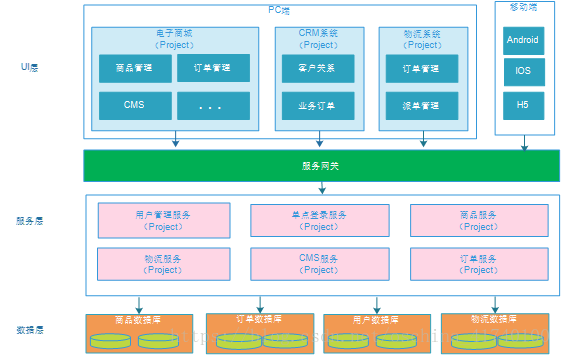 PC端
移动端
电子商城
（Project）
CRM系统
（Project）
物流系统
（Project）
Android
商品管理
订单管理
客户关系
订单管理
UI层
IOS
CMS
...
业务订单
派单管理
H5
服务网关
服务层
用户管理服务
（Project）
单点登录服务
（Project）
商品服务
（Project）
物流服务
（Project）
CMS服务
（Project）
订单服务
（Project）
数据层
商品数据库
订单数据库
用户数据库
物流数据库